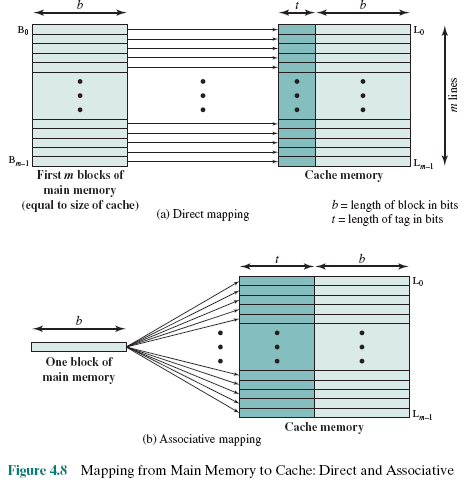 b
t
b
B0
L0
m lines
Bm–1
Lm–1
First m blocks of
main memory
(equal to size of cache)
Cache memory
b = length of block in bits
t = length of tag in bits
(a) Direct mapping
t
b
L0
b
One block of
main memory
Lm–1
Cache memory
(b) Associative mapping
Figure 4.8 Mapping from Main Memory to Cache: Direct and Associative